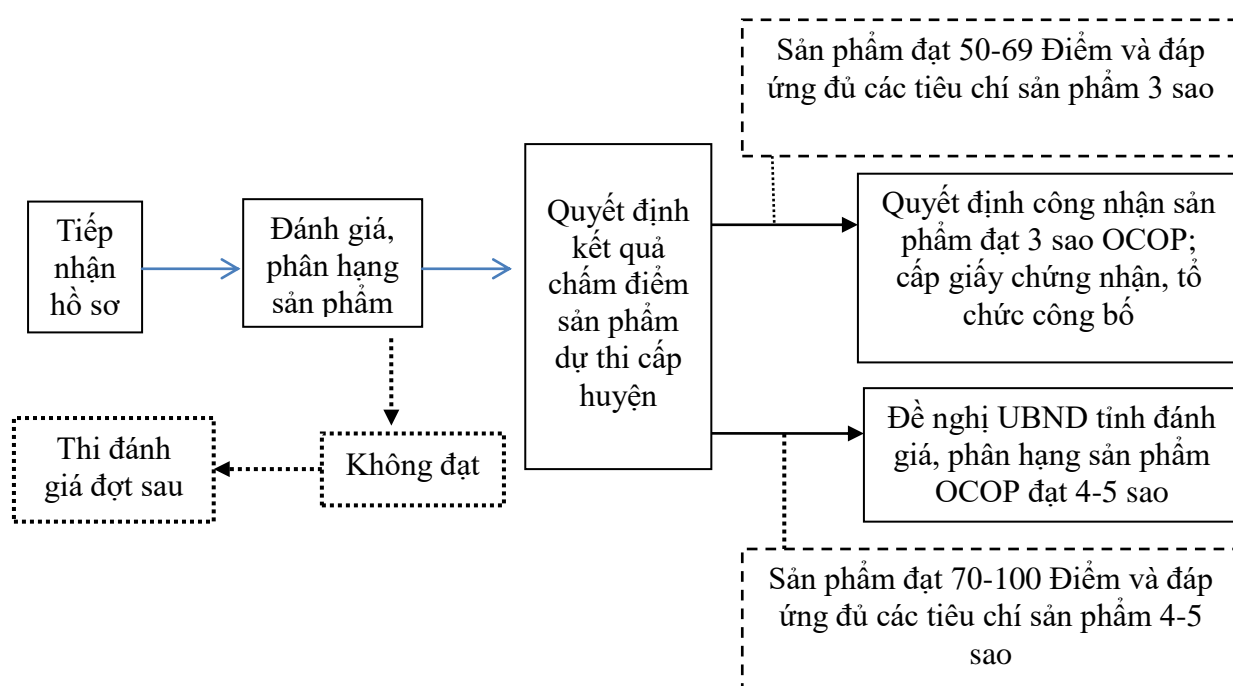 Sản phẩm đạt 50-69 Điểm và đáp
ứng đủ các tiêu chí sản phẩm 3 sao
Tiếp
nhận
hồ sơ
Đánh giá,
phân hạng
sản phẩm
Quyết định
kết quả
chấm điểm
sản phẩm
dự thi cấp
huyện
Quyết định công nhận sản
phẩm đạt 3 sao OCOP;
cấp giấy chứng nhận, tổ
chức công bố
Thi đánh
giá đợt sau
Không đạt
Đề nghị UBND tỉnh đánh
giá, phân hạng sản phẩm
OCOP đạt 4-5 sao
Sản phẩm đạt 70-100 Điểm và đáp
ứng đủ các tiêu chí sản phẩm 4-5
sao